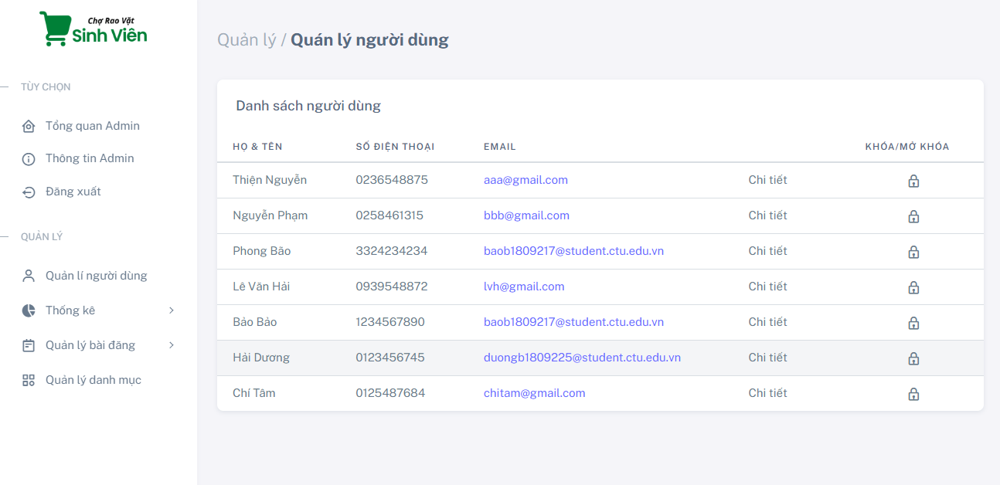 Chợ Rao Vặt
Sinh Viên
TÙY CHỌN
Tổng quan Admin
Thông tin Admin
Đăng xuất
QUẢN LÝ
Quản lí người dùng
Thống kê
Quản lý bài đăng
Quản lý danh mục
Quản lý / Quán lý người dùng
Danh sách người dùng
HỌ & TÊN SỐ ĐIỆN THOẠI EMAIL KHÓA/MỞ KHÓA
Thiện Nguyễn 0236548875 aaa@gmail.com Chi tiết
Nguyễn Phạm 0258461315 bbb@gmail.com Chi tiết
Phong Bão 3324234234 baob1809217@student.ctu.edu.vn Chi tiết
Lê Văn Hải 0939548872 lvh@gmail.com Chi tiết
Bảo Bảo 1234567890 baob1809217@student.ctu.edu.vn Chi tiết
Hải Dương 0123456745 duongb1809225@student.ctu.edu.vn Chi tiết
Chí Tâm 0125487684 chitam@gmail.com Chi tiết